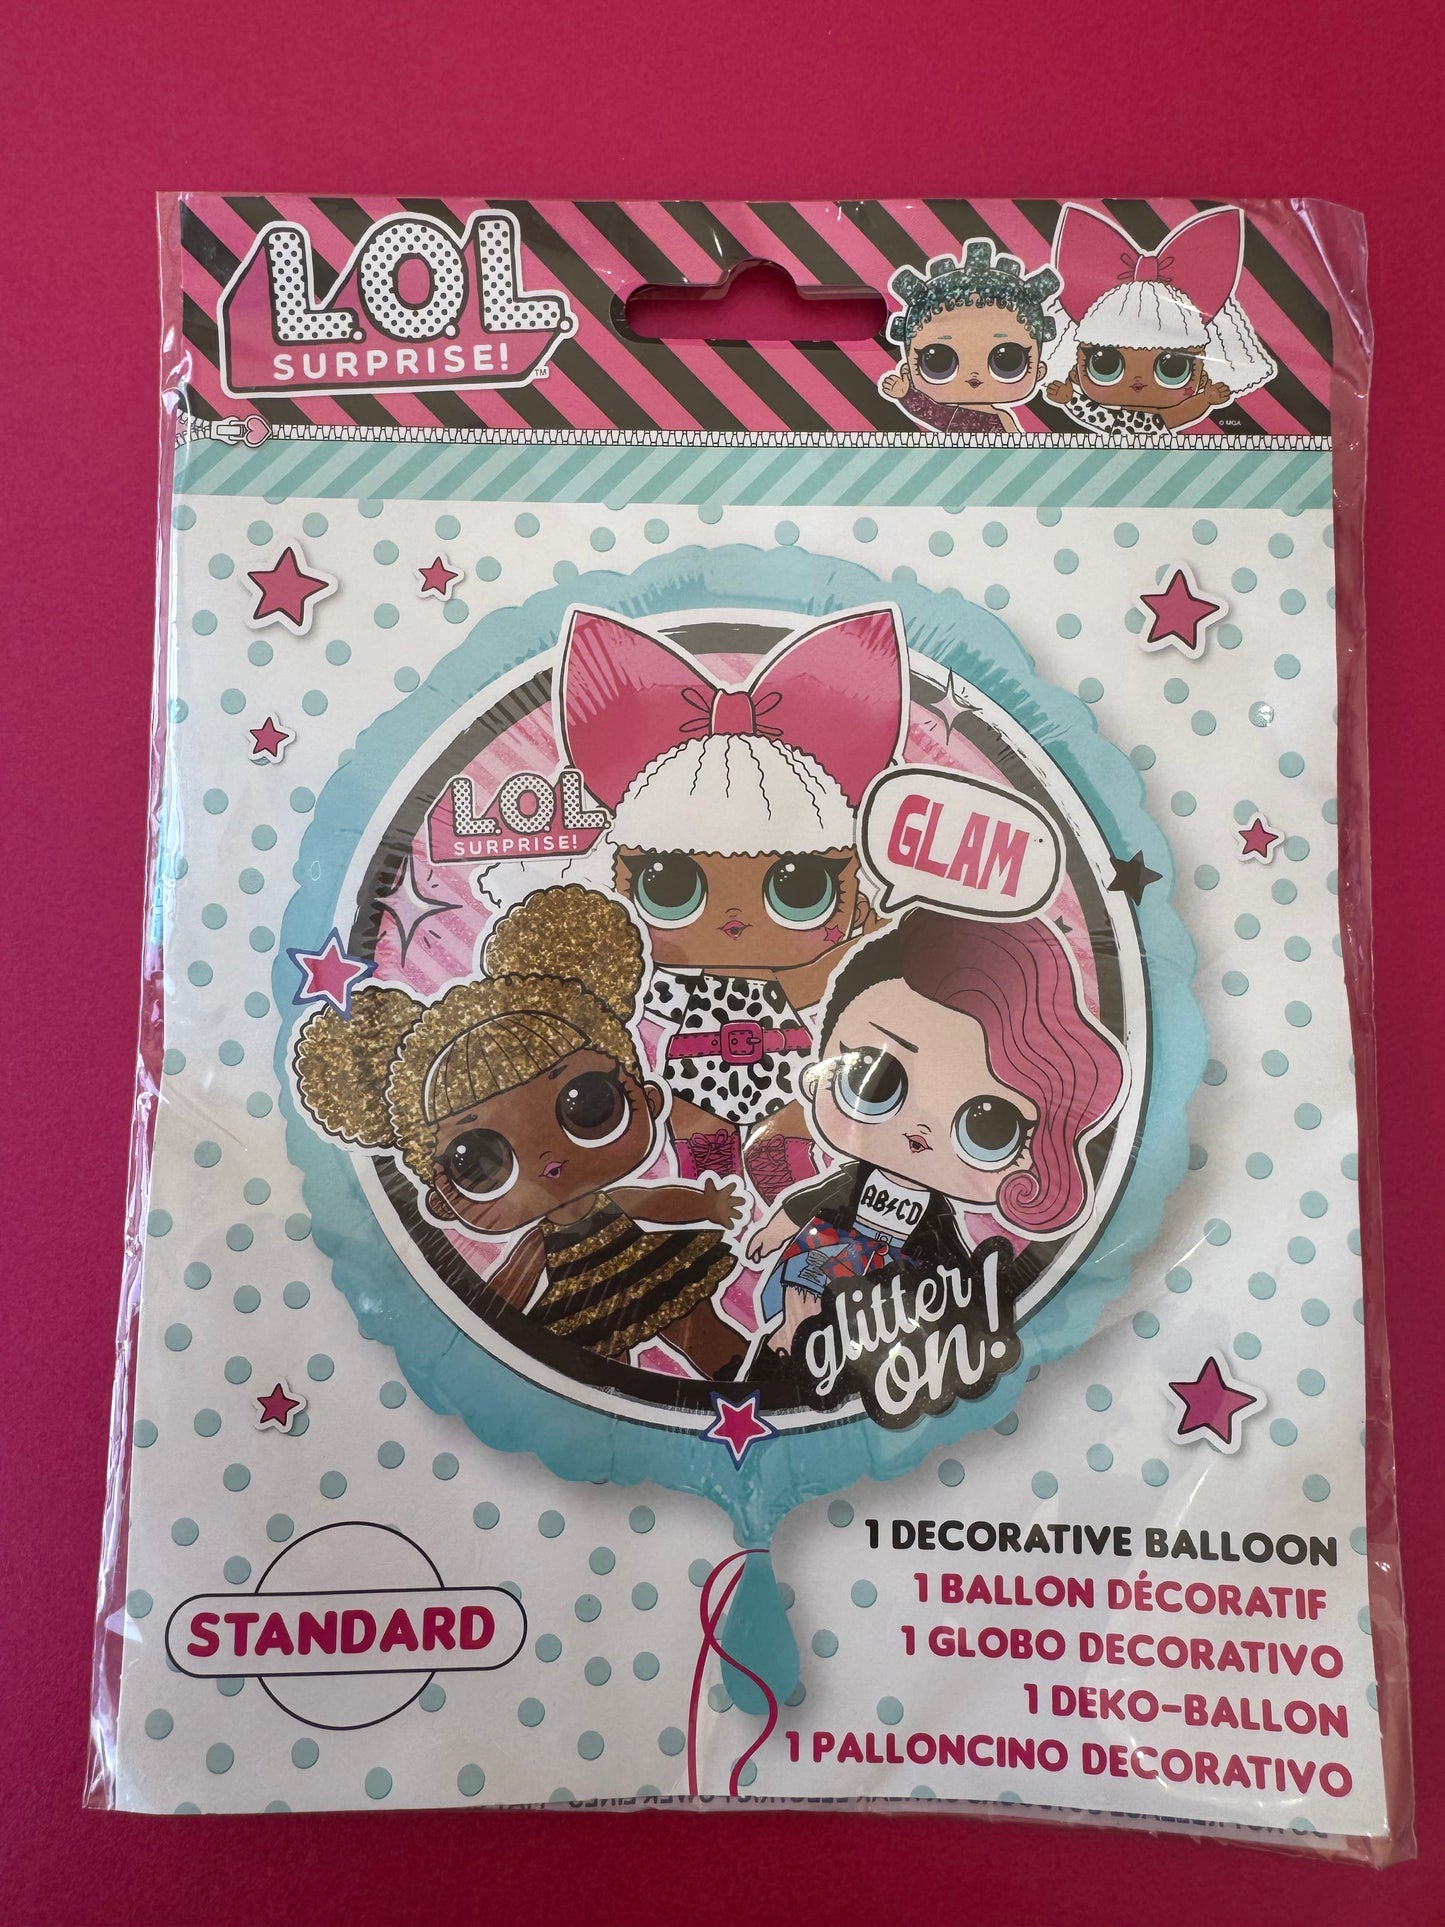 L.O.L.
SURPRISE!™
© MGA
L.O.L.
SURPRISE!
GLAM
AB⚡CD
glitter
on!
STANDARD
1 DECORATIVE BALLOON
1 BALLON DÉCORATIF
1 GLOBO DECORATIVO
1 DEKO-BALLON
1 PALLONCINO DECORATIVO